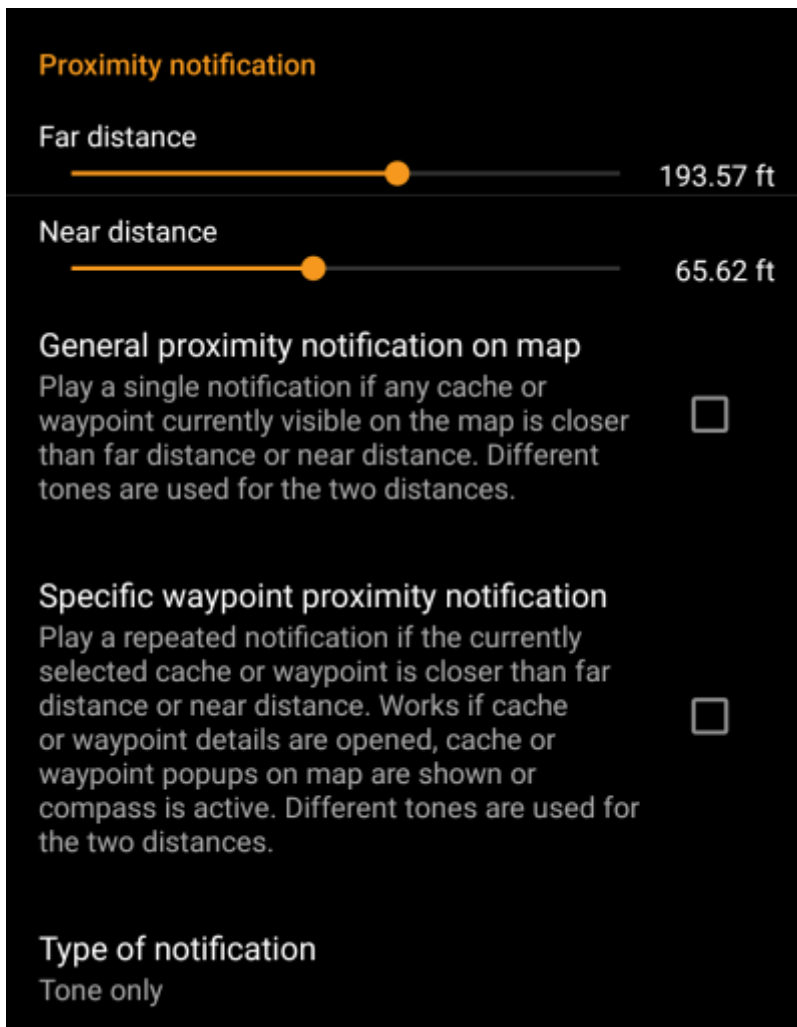 Proximity notification
Far distance
193.57 ft
Near distance
65.62 ft
General proximity notification on map
Play a single notification if any cache or
waypoint currently visible on the map is closer
than far distance or near distance. Different
tones are used for the two distances.
Specific waypoint proximity notification
Play a repeated notification if the currently
selected cache or waypoint is closer than far
distance or near distance. Works if cache
or waypoint details are opened, cache or
waypoint popups on map are shown or
compass is active. Different tones are used for
the two distances.
Type of notification
Tone only